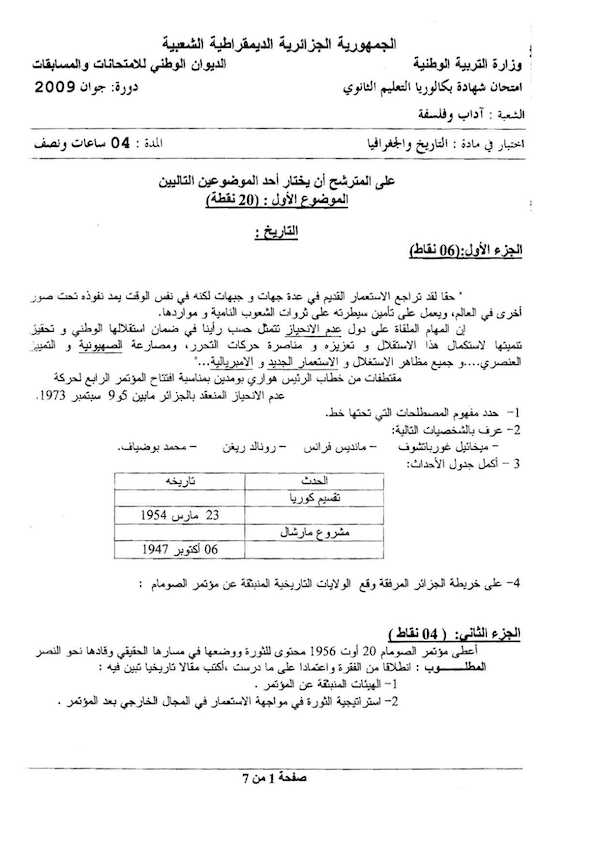 الجمهورية الجزائرية الديمقراطية الشعبية
وزارة التربية الوطنية الديوان الوطني للامتحانات والمسابقات
امتحان شهادة بكالوريا التعليم الثانوي دورة: جوان 2009
الشعبة : آداب وفلسفة
اختبار في مادة : التاريخ والجغرافيا المدة : 04 ساعات ونصف
على المترشح أن يختار أحد الموضوعين التاليين
الموضوع الأول : (20 نقطة)
التاريخ :
الجزء الأول:(06 نقاط)
" حقا لقد تراجع الاستعمار القديم في عدة جهات و جبهات لكنه في نفس الوقت يمد نفوذه تحت صور
أخرى في العالم، ويعمل على تأمين سيطرته على ثروات الشعوب النامية و مواردها.
إن المهام الملقاة على دول عدم الانحياز تتمثل حسب رأينا في ضمان استقلالها الوطني و تحقيق
تنميتها لاستكمال هذا الاستقلال و تعزيزه و مناصرة حركات التحرر، ومصارعة الصهيونية و التمييز
العنصري....و جميع مظاهر الاستغلال و الاستعمار الجديد و الامبريالية..."
مقتطفات من خطاب الرئيس هواري بومدين بمناسبة افتتاح المؤتمر الرابع لحركة
عدم الانحياز المنعقد بالجزائر مابين 5و9 سبتمبر 1973.
1- حدد مفهوم المصطلحات التي تحتها خط.
2- عرف بالشخصيات التالية:
- ميخائيل غورباتشوف - مانديس فرانس - رونالد ريغن - محمد بوضياف.
3 - أكمل جدول الأحداث:
الحدث تاريخه
تقسيم كوريا
23 مارس 1954
مشروع مارشال
06 أكتوبر 1947
4- على خريطة الجزائر المرفقة وقع الولايات التاريخية المنبثقة عن مؤتمر الصومام :
الجزء الثاني: ( 04 نقاط )
أعطى مؤتمر الصومام 20 أوت 1956 محتوى للثورة ووضعها في مسارها الحقيقي وقادها نحو النصر
المطلــــوب : انطلاقا من الفقرة واعتمادا على ما درست ،أكتب مقالا تاريخيا تبين فيه :
1- الهيئات المنبثقة عن المؤتمر .
2- استراتيجية الثورة في مواجهة الاستعمار في المجال الخارجي بعد المؤتمر .
صفحة 1 من 7